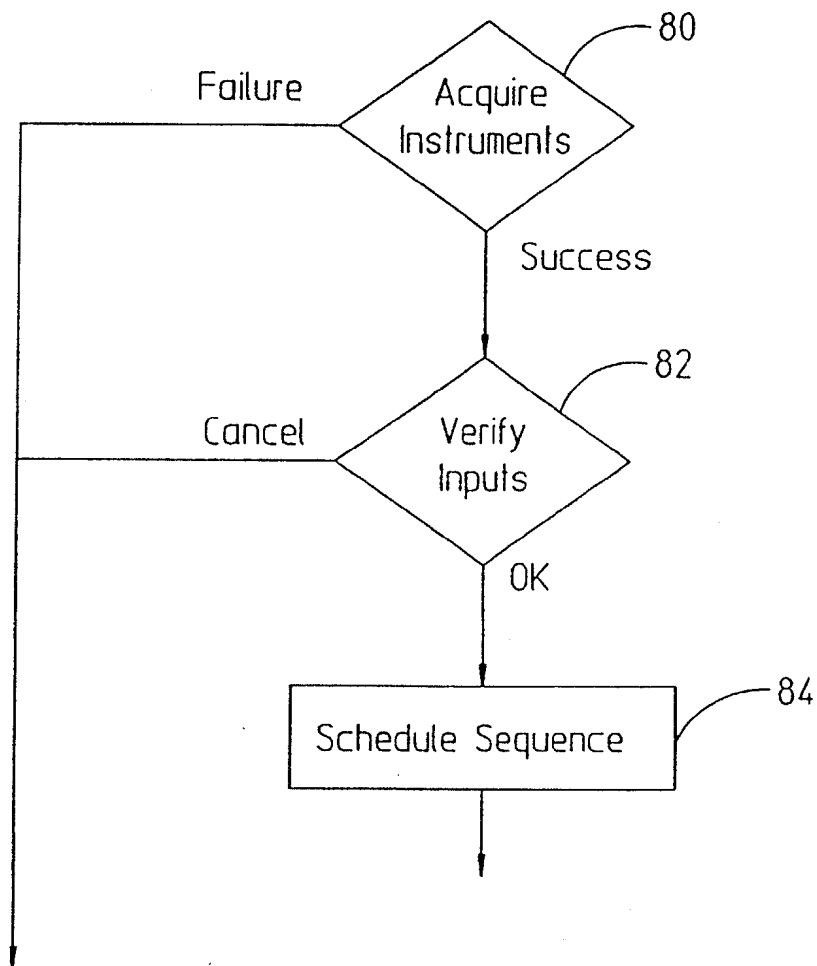 80
Failure
Acquire
Instruments
Success
82
Cancel
Verify
Inputs
OK
84
Schedule Sequence